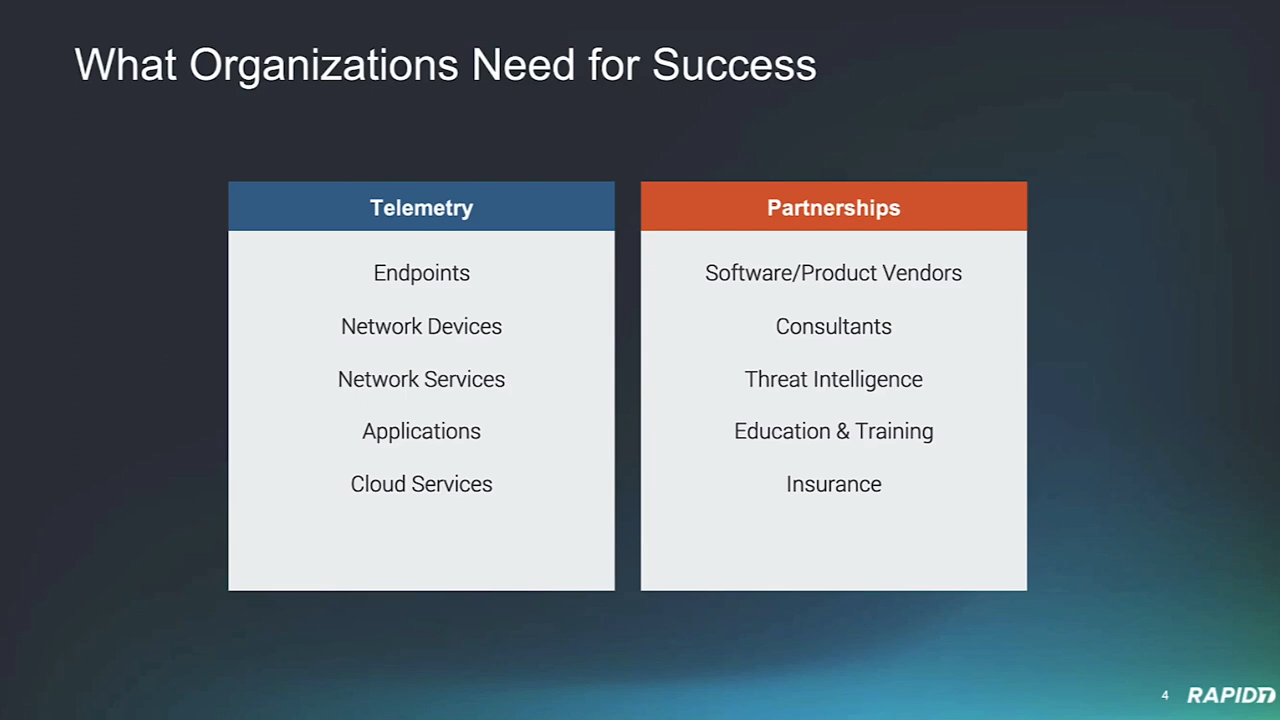 What Organizations Need for Success
Telemetry
Endpoints
Network Devices
Network Services
Applications
Cloud Services
Partnerships
Software/Product Vendors
Consultants
Threat Intelligence
Education & Training
Insurance
4
RAPID7